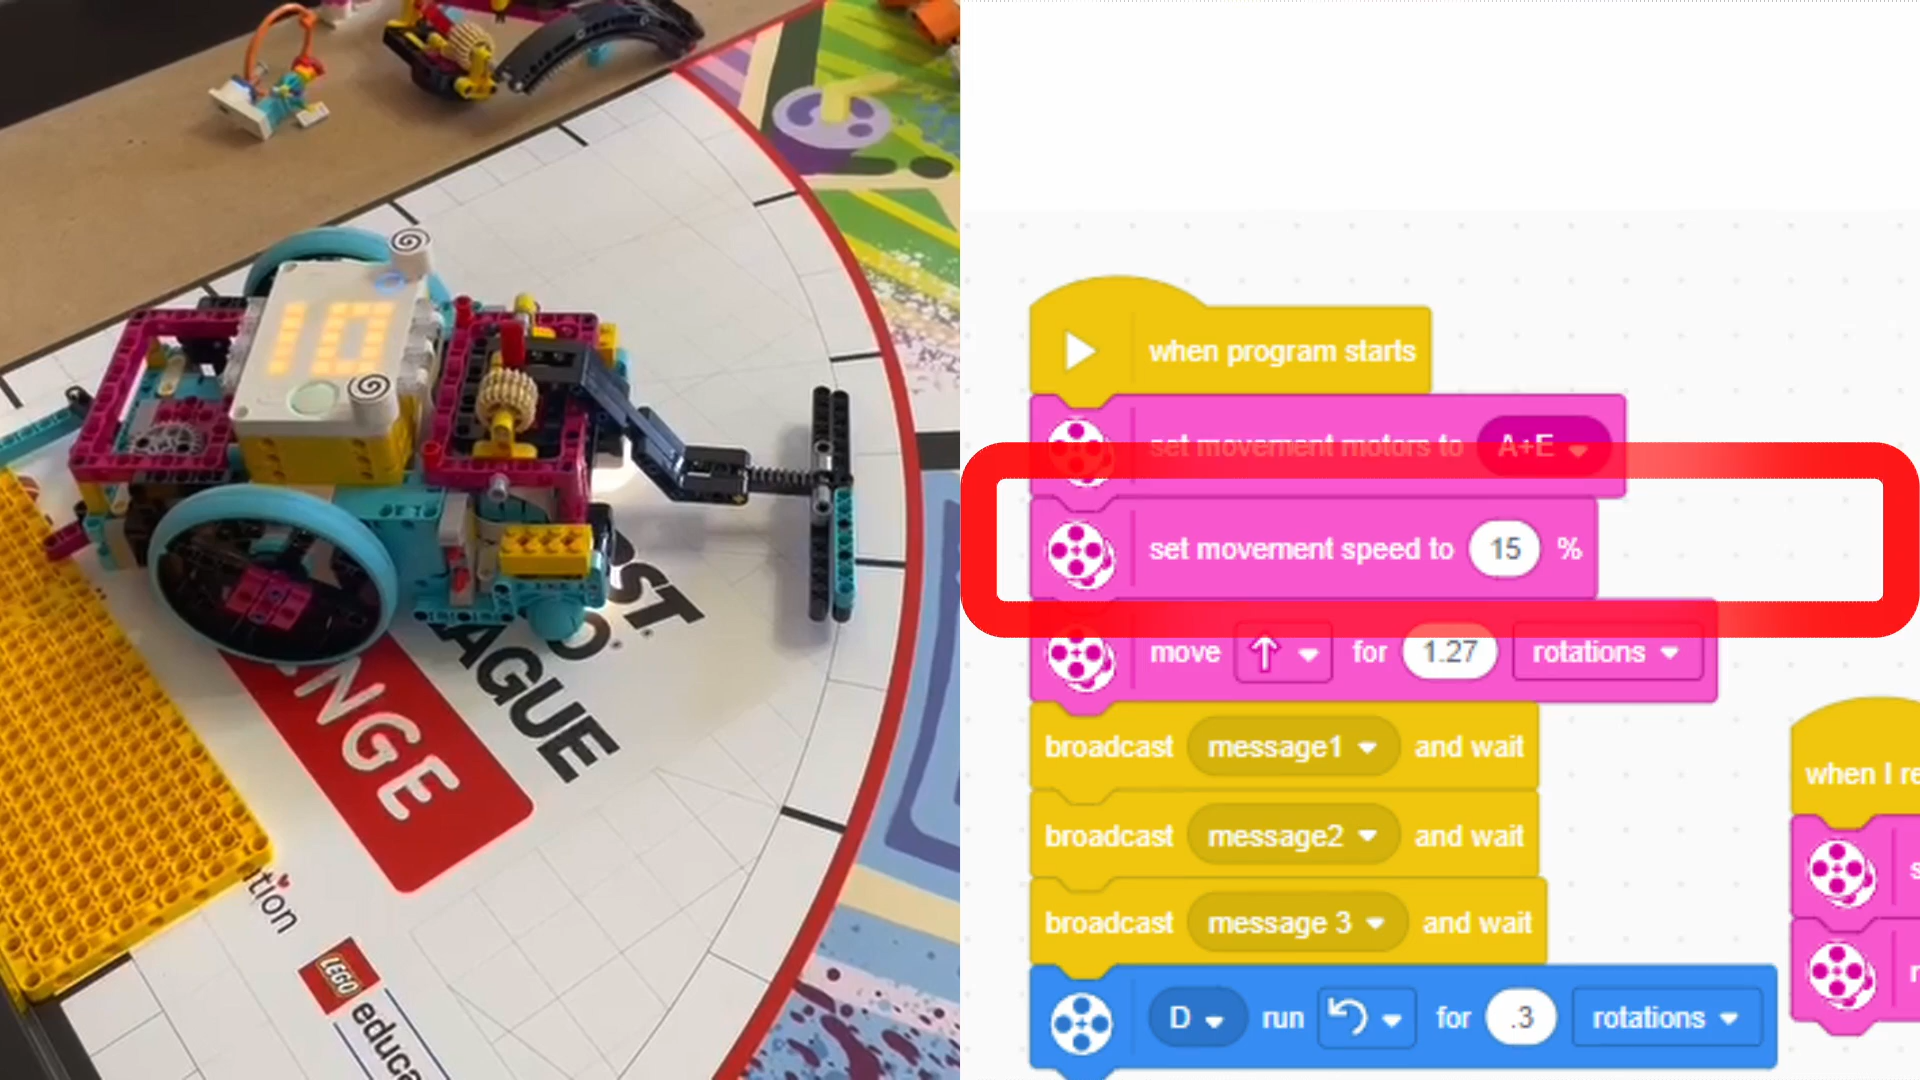 10
ST
AGUE
ENGE
tion
LEGO
educa
when program starts
set movement motors to A+E
set movement speed to 15 %
move for 1.27 rotations
broadcast message1 and wait
broadcast message2 and wait
when I re
broadcast message 3 and wait
D run for .3 rotations